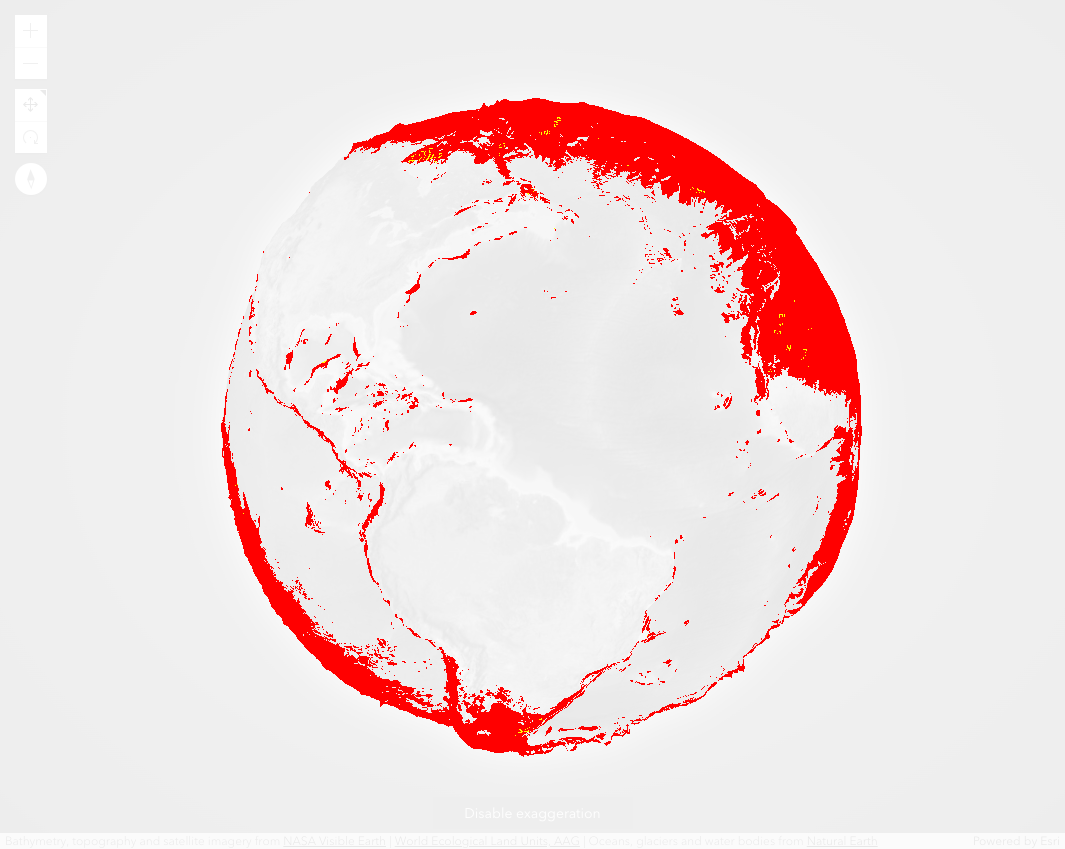 Disable exaggeration
Bathymetry, topography and satellite imagery from NASA Visible Earth | World Ecological Land Units, AAG | Oceans, glaciers and water bodies from Natural Earth
Powered by Esri